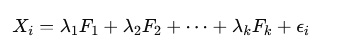 X_i = λ_1F_1 + λ_2F_2 + ⋯ + λ_kF_k + ϵ_i